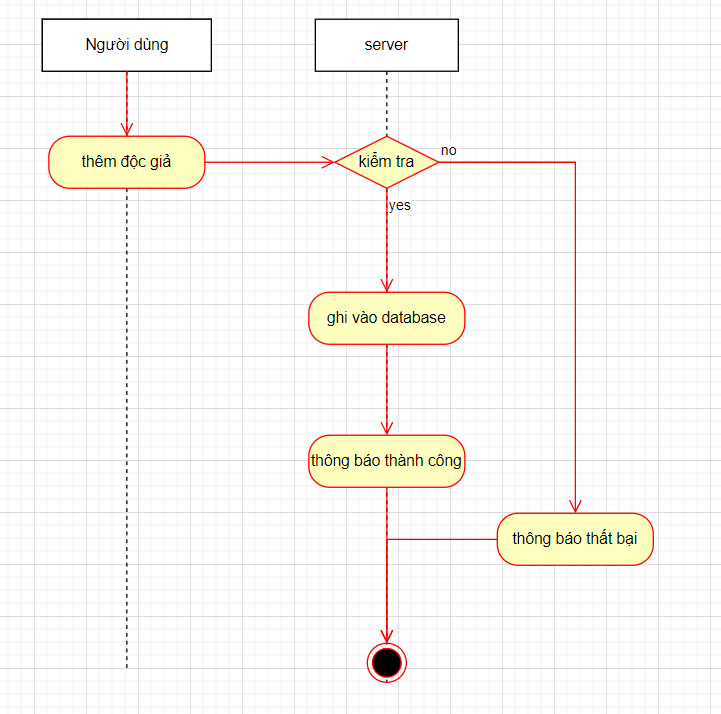 Người dùng
server
thêm độc giả
kiểm tra
no
yes
ghi vào database
thông báo thành công
thông báo thất bại